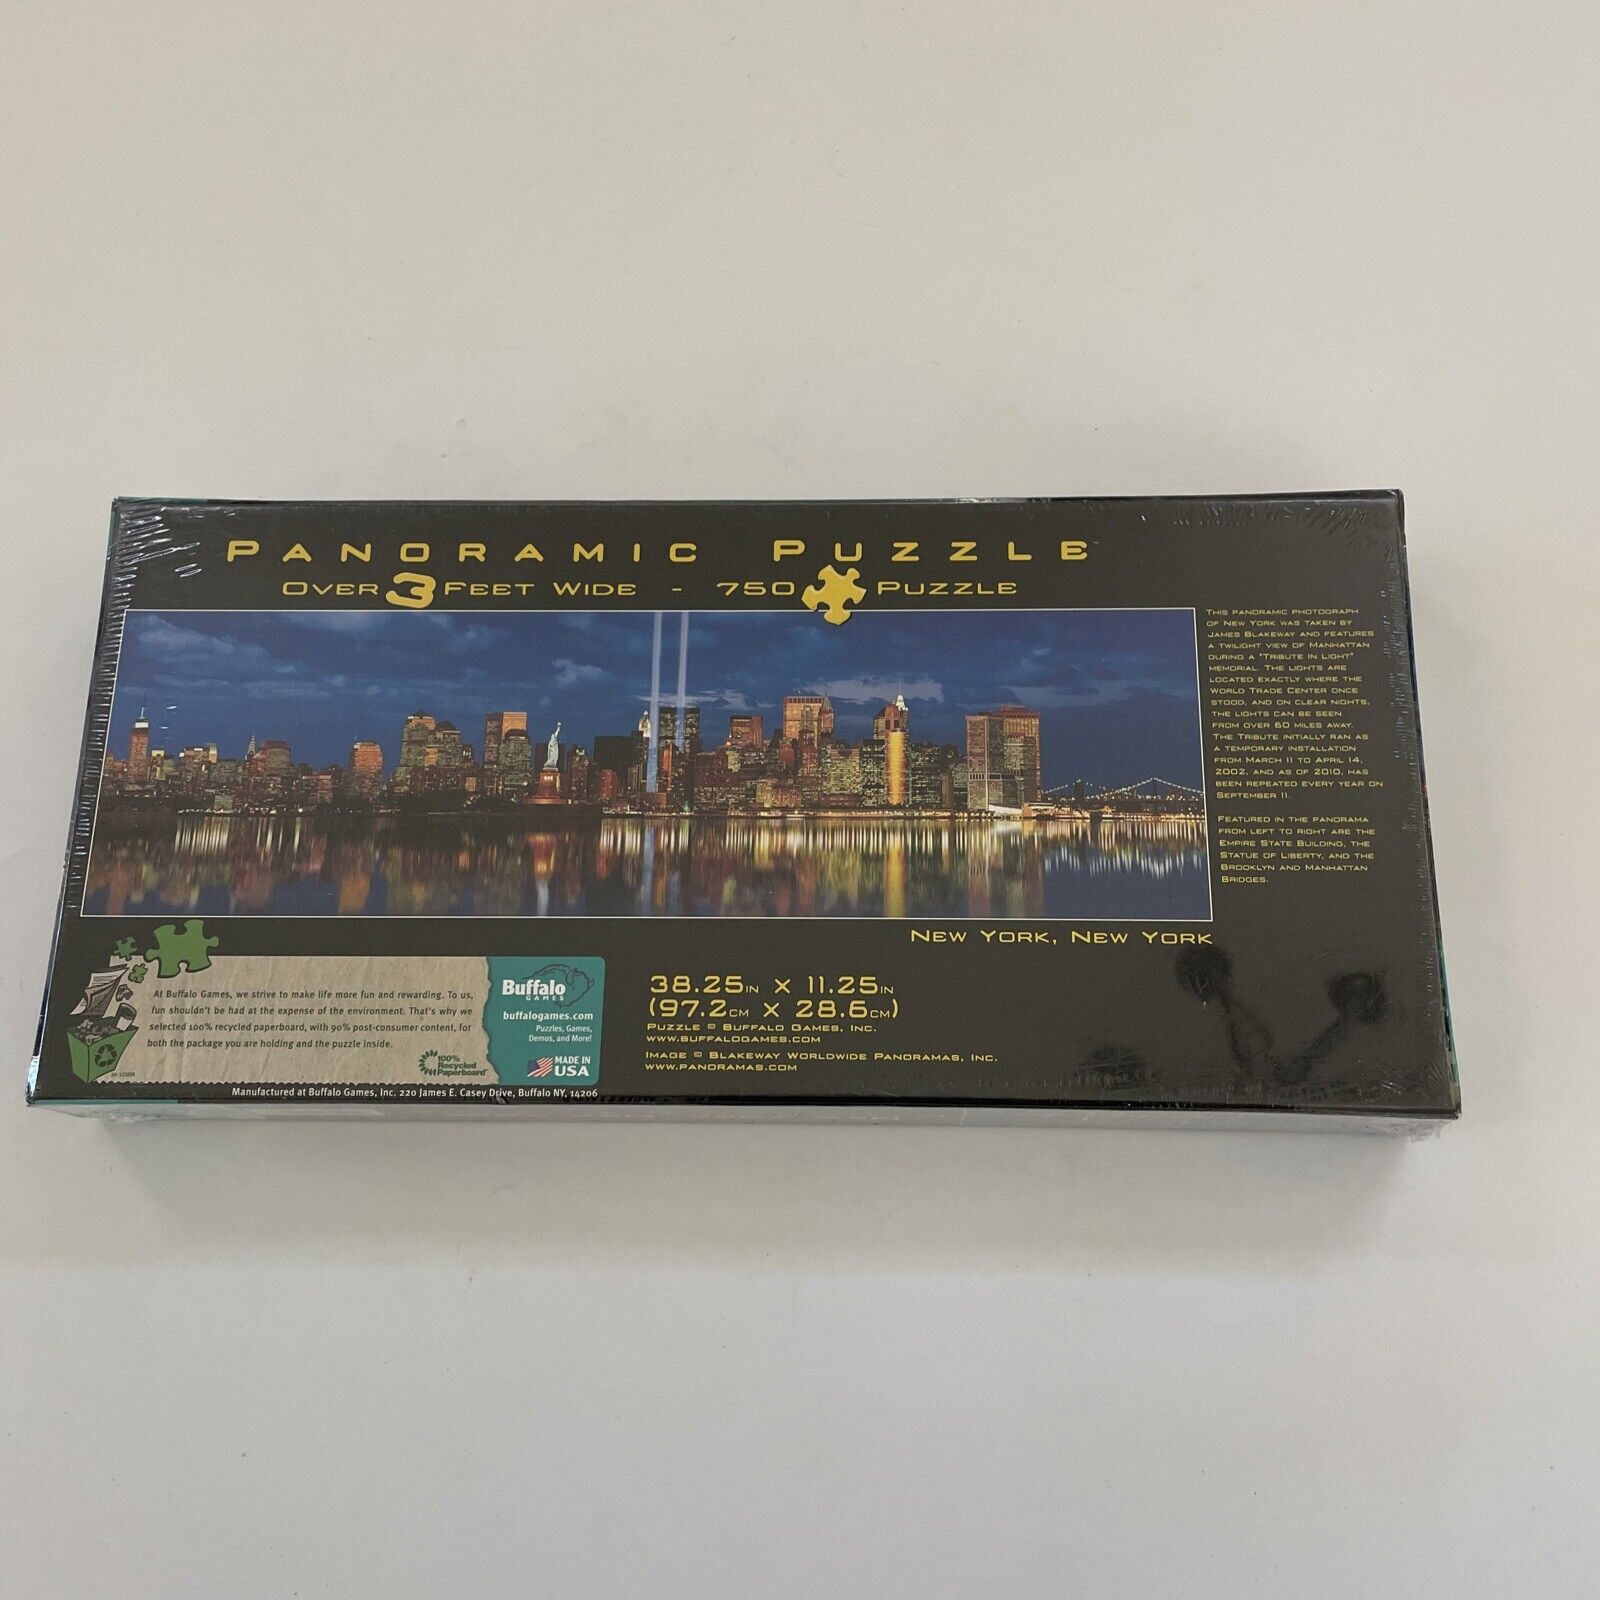 PANORAMIC PUZZLE
OVER 3 FEET WIDE - 750 PUZZLE
THIS PANORAMIC PHOTOGRAPH
OF NEW YORK WAS TAKEN BY
JAMES BLAKEWAY AND FEATURES
A TWILIGHT VIEW OF MANHATTAN
DURING A "TRIBUTE IN LIGHT"
MEMORIAL. THE LIGHTS ARE
LOCATED EXACTLY WHERE THE
WORLD TRADE CENTER ONCE
STOOD, AND ON CLEAR NIGHTS,
THE LIGHTS CAN BE SEEN
FROM OVER 60 MILES AWAY.
THE TRIBUTE INITIALLY RAN AS
A TEMPORARY INSTALLATION
FROM MARCH 11 TO APRIL 14,
2002, AND AS OF 2010, HAS
BEEN REPEATED EVERY YEAR ON
SEPTEMBER 11.
FEATURED IN THE PANORAMA
FROM LEFT TO RIGHT ARE THE
EMPIRE STATE BUILDING, THE
STATUE OF LIBERTY, AND THE
BROOKLYN AND MANHATTAN
BRIDGES.
NEW YORK, NEW YORK
At Buffalo Games, we strive to make life more fun and rewarding. To us,
fun shouldn't be had at the expense of the environment. That's why we
selected 100% recycled paperboard, with 90% post-consumer content, for
both the package you are holding and the puzzle inside.
100%
Recycled
Paperboard
Buffalo
GAMES
buffalogames.com
Puzzles, Games,
Demos, and More!
MADE IN
USA
Manufactured at Buffalo Games, Inc. 220 James E. Casey Drive, Buffalo NY, 14206
38.25IN X 11.25IN
(97.2CM X 28.6CM)
PUZZLE © BUFFALO GAMES, INC.
WWW.BUFFALOGAMES.COM
IMAGE © BLAKEWAY WORLDWIDE PANORAMAS, INC.
WWW.PANORAMAS.COM